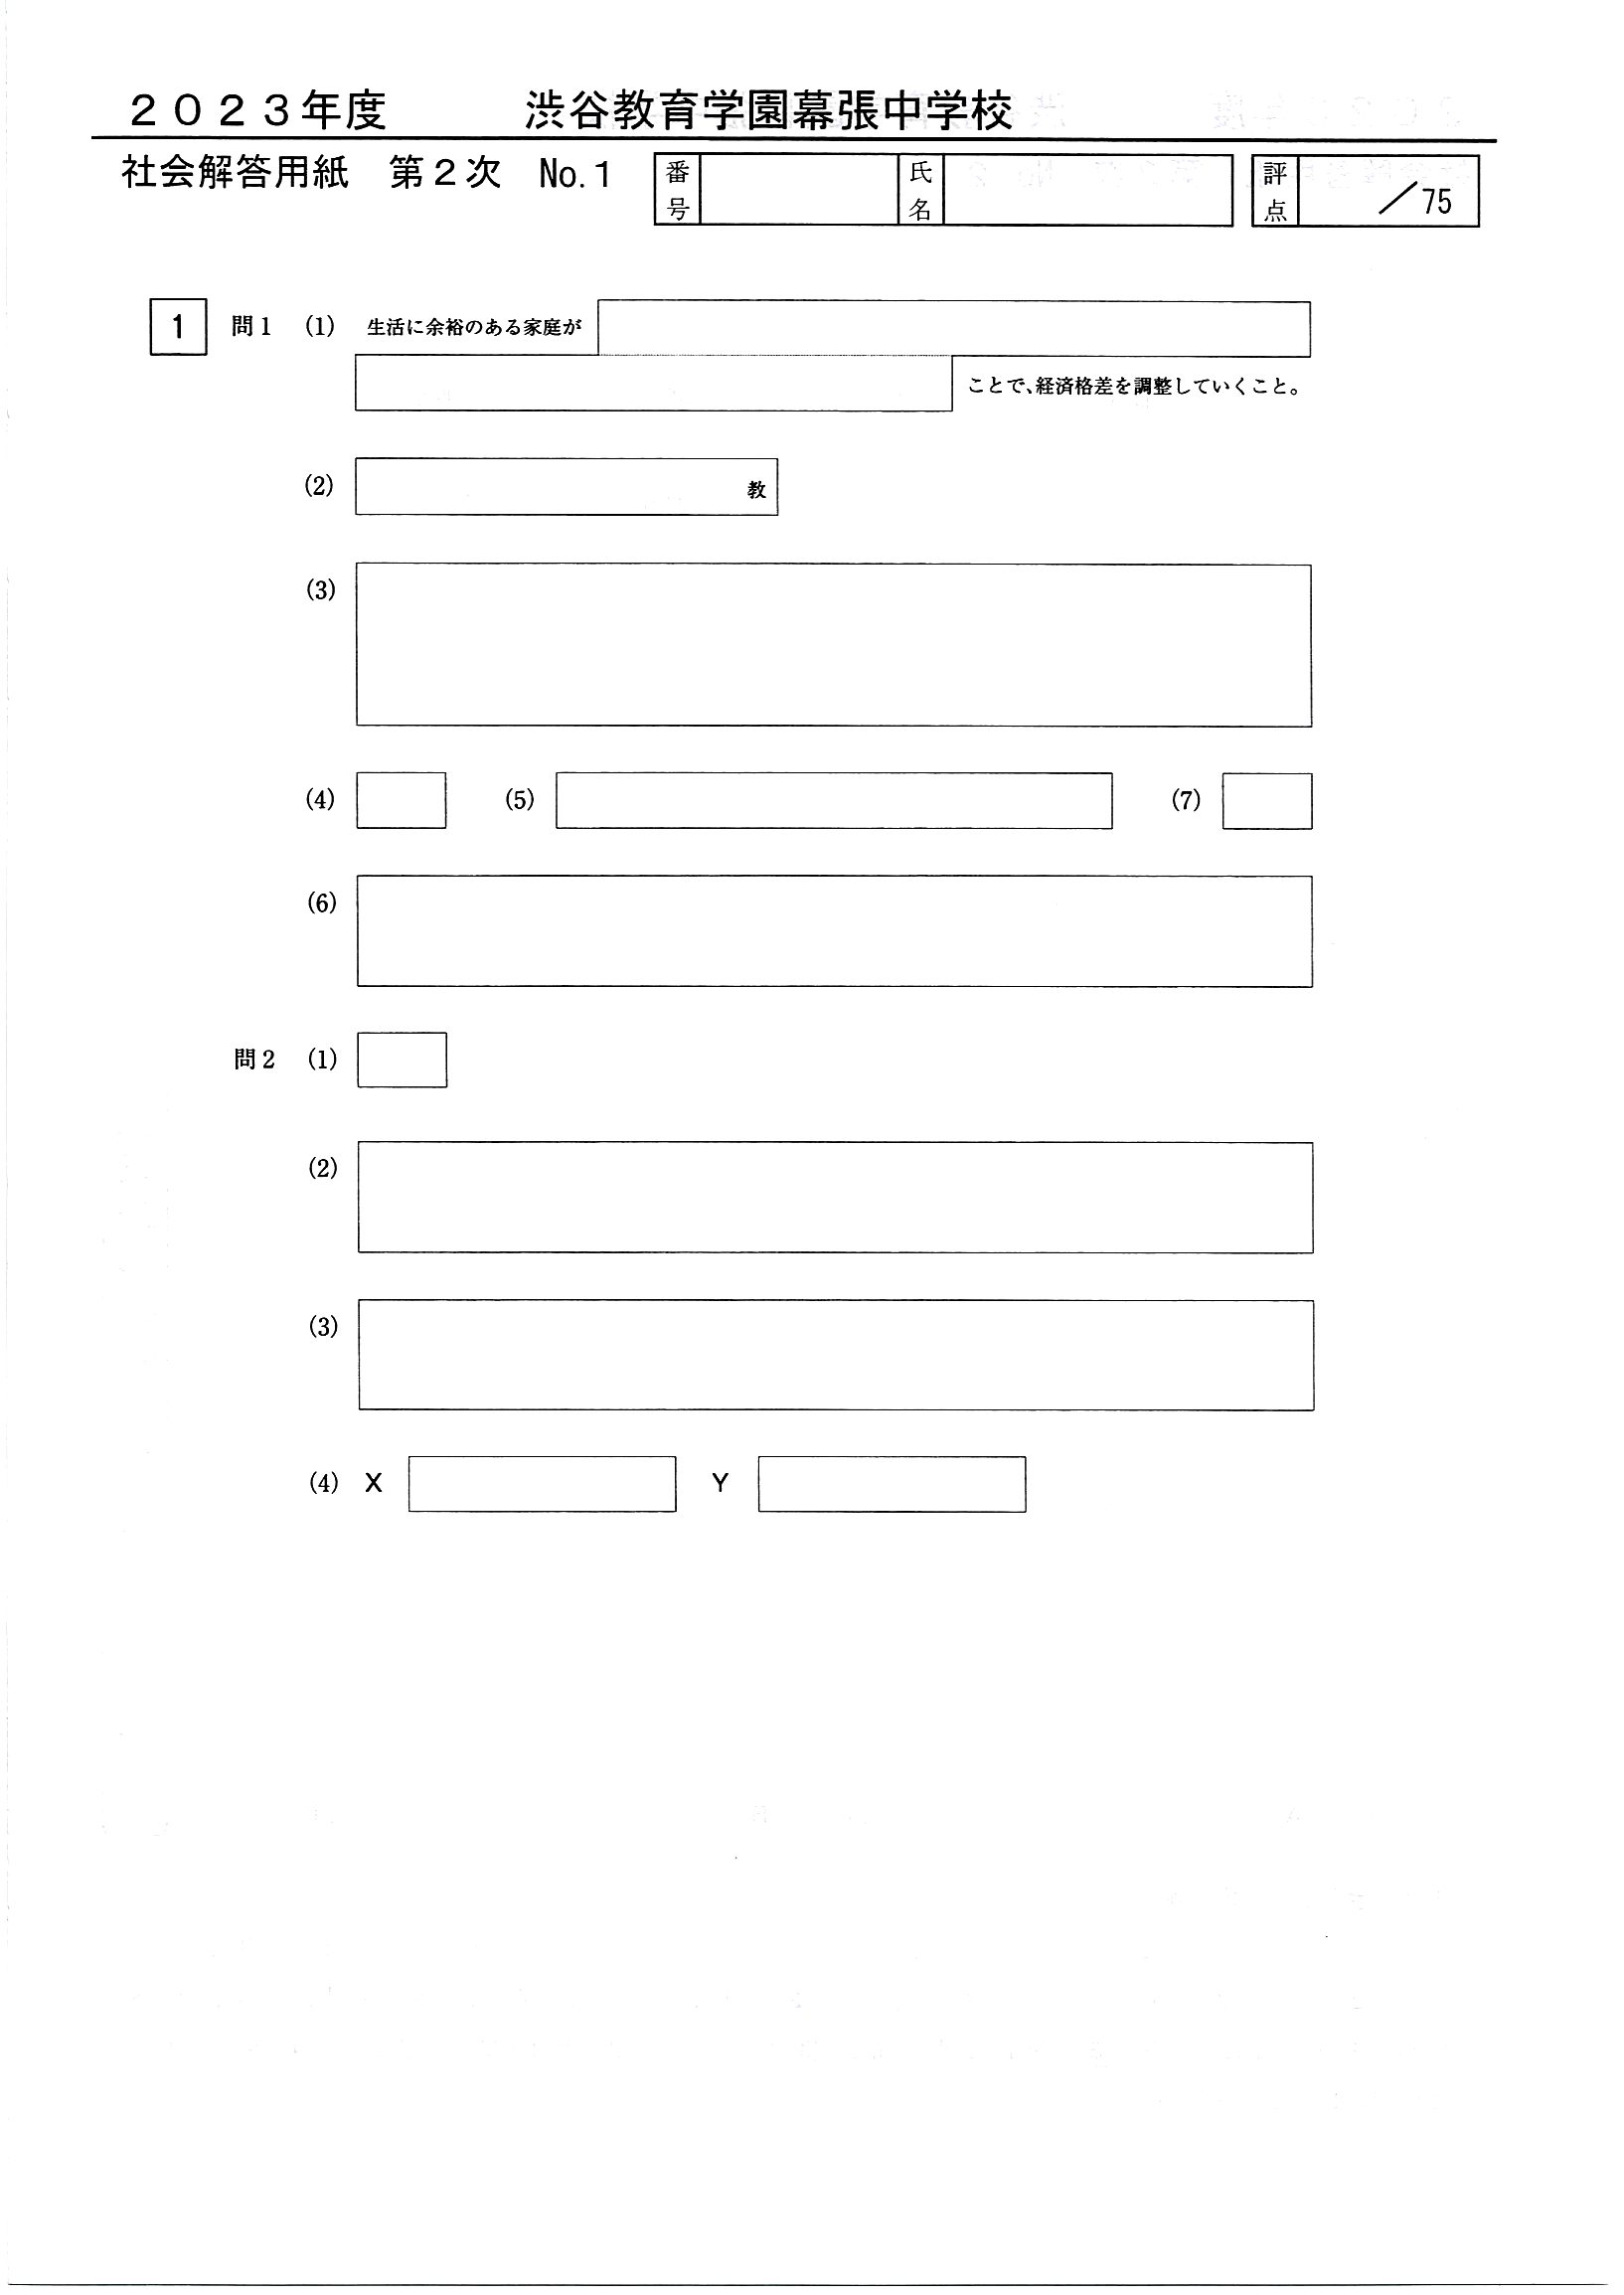 ２０２３年度　渋谷教育学園幕張中学校
社会解答用紙　第２次　No.１　番号　氏名　評点　／75
1　問1　(1)　生活に余裕のある家庭が
ことで、経済格差を調整していくこと。
(2)　教
(3)
(4)　(5)　(7)
(6)
問2　(1)
(2)
(3)
(4)　X　Y